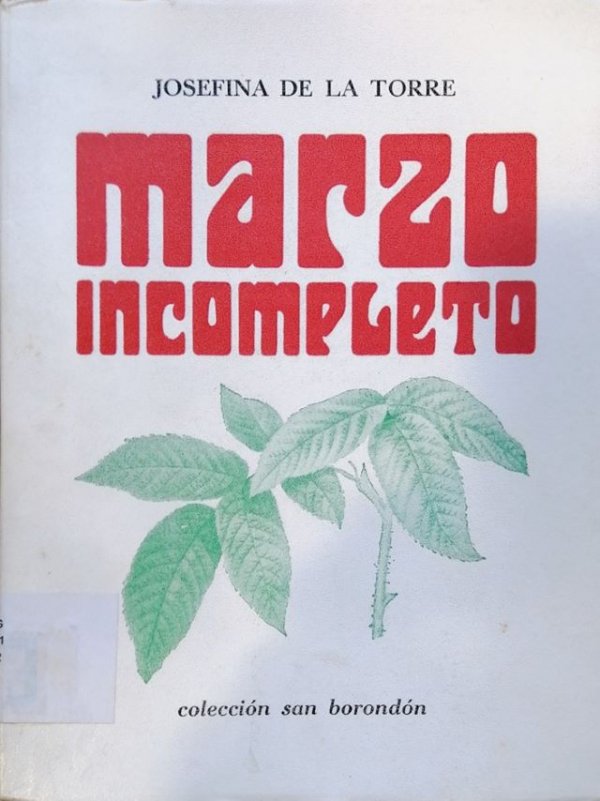 JOSEFINA DE LA TORRE
marzo
INCOMPLETO
colección san borondón